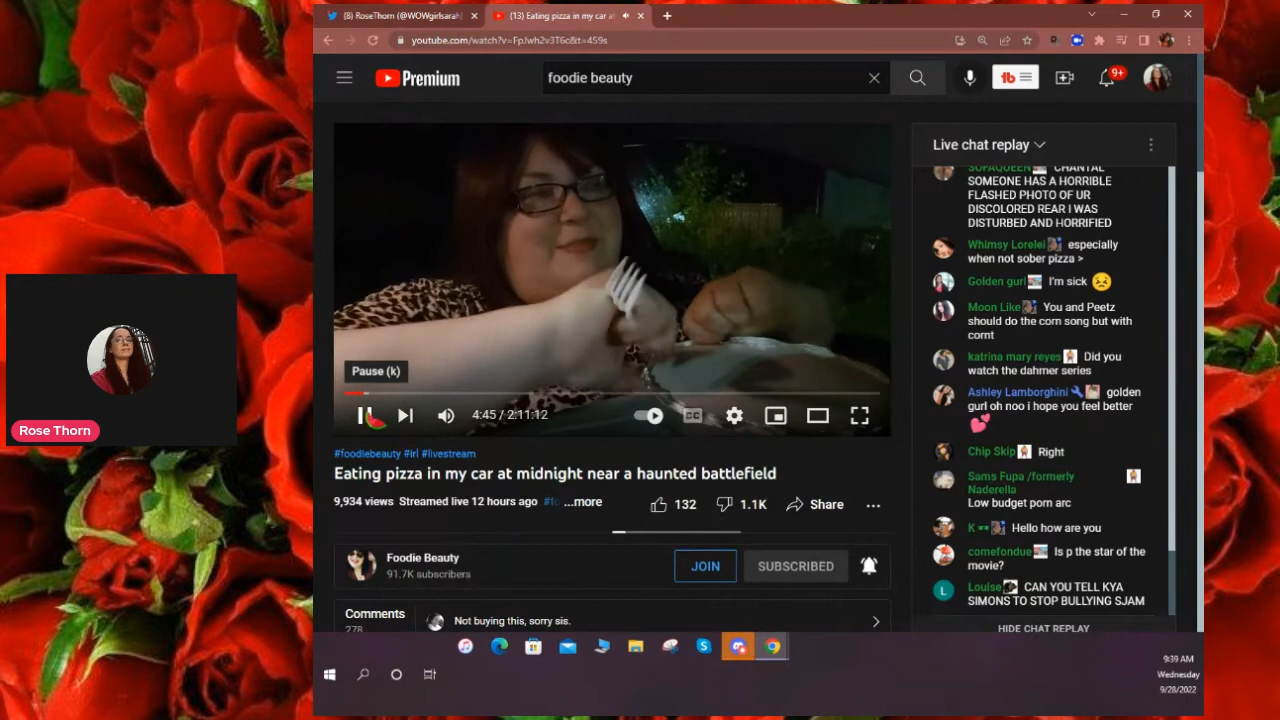 (8) RoseThorn (@WOWgirlsarah
(13) Eating pizza in my car at
youtube.com/watch?v=FpJwh2v3T6c&t=459s
Premium
foodie beauty
9+
Live chat replay
SOPAQUEEN CHANTAL
SOMEONE HAS A HORRIBLE
FLASHED PHOTO OF UR
DISCOLORED REAR I WAS
DISTURBED AND HORRIFIED
Whimsy Lorelei especially
when not sober pizza >
Golden gurl I'm sick
Moon Like You and Peetz
should do the corn song but with
cornt
katrina mary reyes Did you
watch the dahmer series
Ashley Lamborghini golden
gurl oh noo i hope you feel better
Chip Skip Right
Sams Fupa /formerly
Naderella
Low budget porn arc
K Hello how are you
comefondue Is p the star of the
movie?
L Louise CAN YOU TELL KYA
SIMONS TO STOP BULLYING SJAM
HIDE CHAT REPLAY
Pause (k)
4:45 / 2:11:12
CC
#foodiebeauty #irl #livestream
Eating pizza in my car at midnight near a haunted battlefield
9,934 views Streamed live 12 hours ago #fo ...more
132
1.1K
Share
Foodie Beauty
91.7K subscribers
JOIN
SUBSCRIBED
Comments
278
Not buying this, sorry sis.
Rose Thorn
9:39 AM
Wednesday
9/28/2022